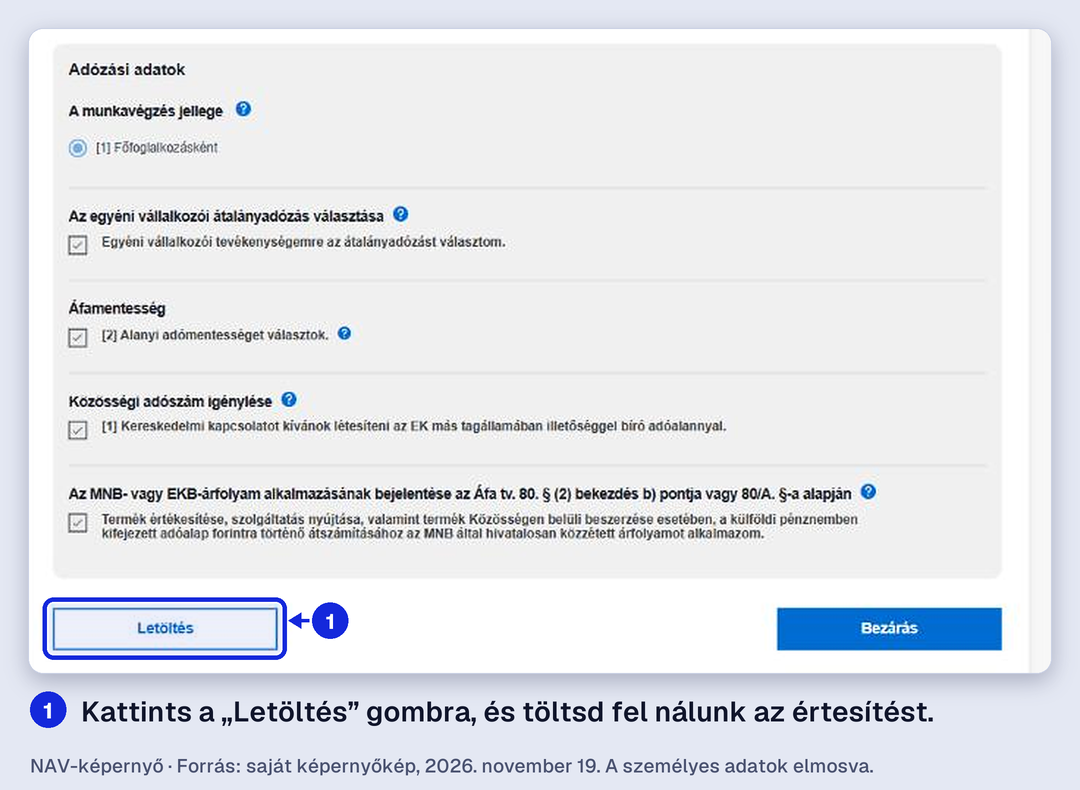 Adózási adatok
A munkavégzés jellege
[1] Főfoglalkozásként
Az egyéni vállalkozói átalányadózás választása
Egyéni vállalkozói tevékenységemre az átalányadózást választom.
Áfamentesség
[2] Alanyi adómentességet választok.
Közösségi adószám igénylése
[1] Kereskedelmi kapcsolatot kívánok létesíteni az EK más tagállamában illetőséggel bíró adóalannyal.
Az MNB- vagy EKB-árfolyam alkalmazásának bejelentése az Áfa tv. 80. § (2) bekezdés b) pontja vagy 80/A. §-a alapján
Termék értékesítése, szolgáltatás nyújtása, valamint termék Közösségen belüli beszerzése esetében, a külföldi pénznemben
kifejezett adóalap forintra történő átszámításához az MNB által hivatalosan közzétett árfolyamot alkalmazom.
Letöltés
1
Bezárás
1 Kattints a „Letöltés” gombra, és töltsd fel nálunk az értesítést.
NAV-képernyő · Forrás: saját képernyőkép, 2026. november 19. A személyes adatok elmosva.